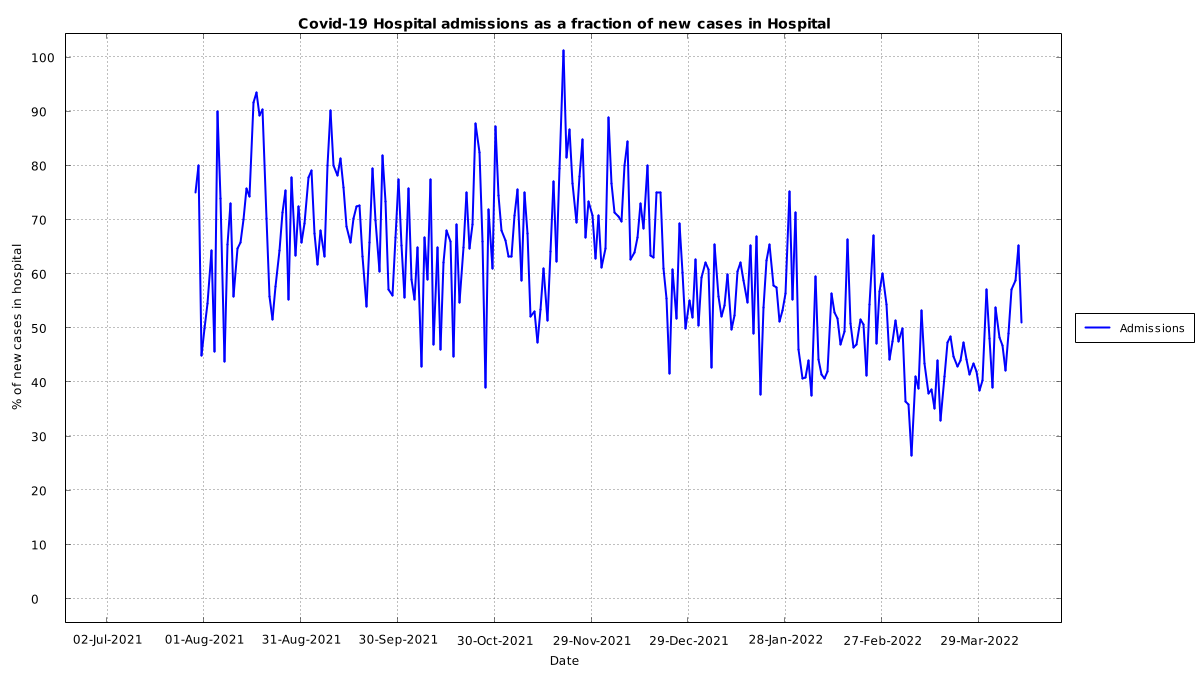 Covid-19 Hospital admissions as a fraction of new cases in Hospital
100
90
80
70
60
50
40
30
20
10
0
% of new cases in hospital
02-Jul-2021 01-Aug-2021 31-Aug-2021 30-Sep-2021 30-Oct-2021 29-Nov-2021 29-Dec-2021 28-Jan-2022 27-Feb-2022 29-Mar-2022
Date
Admissions